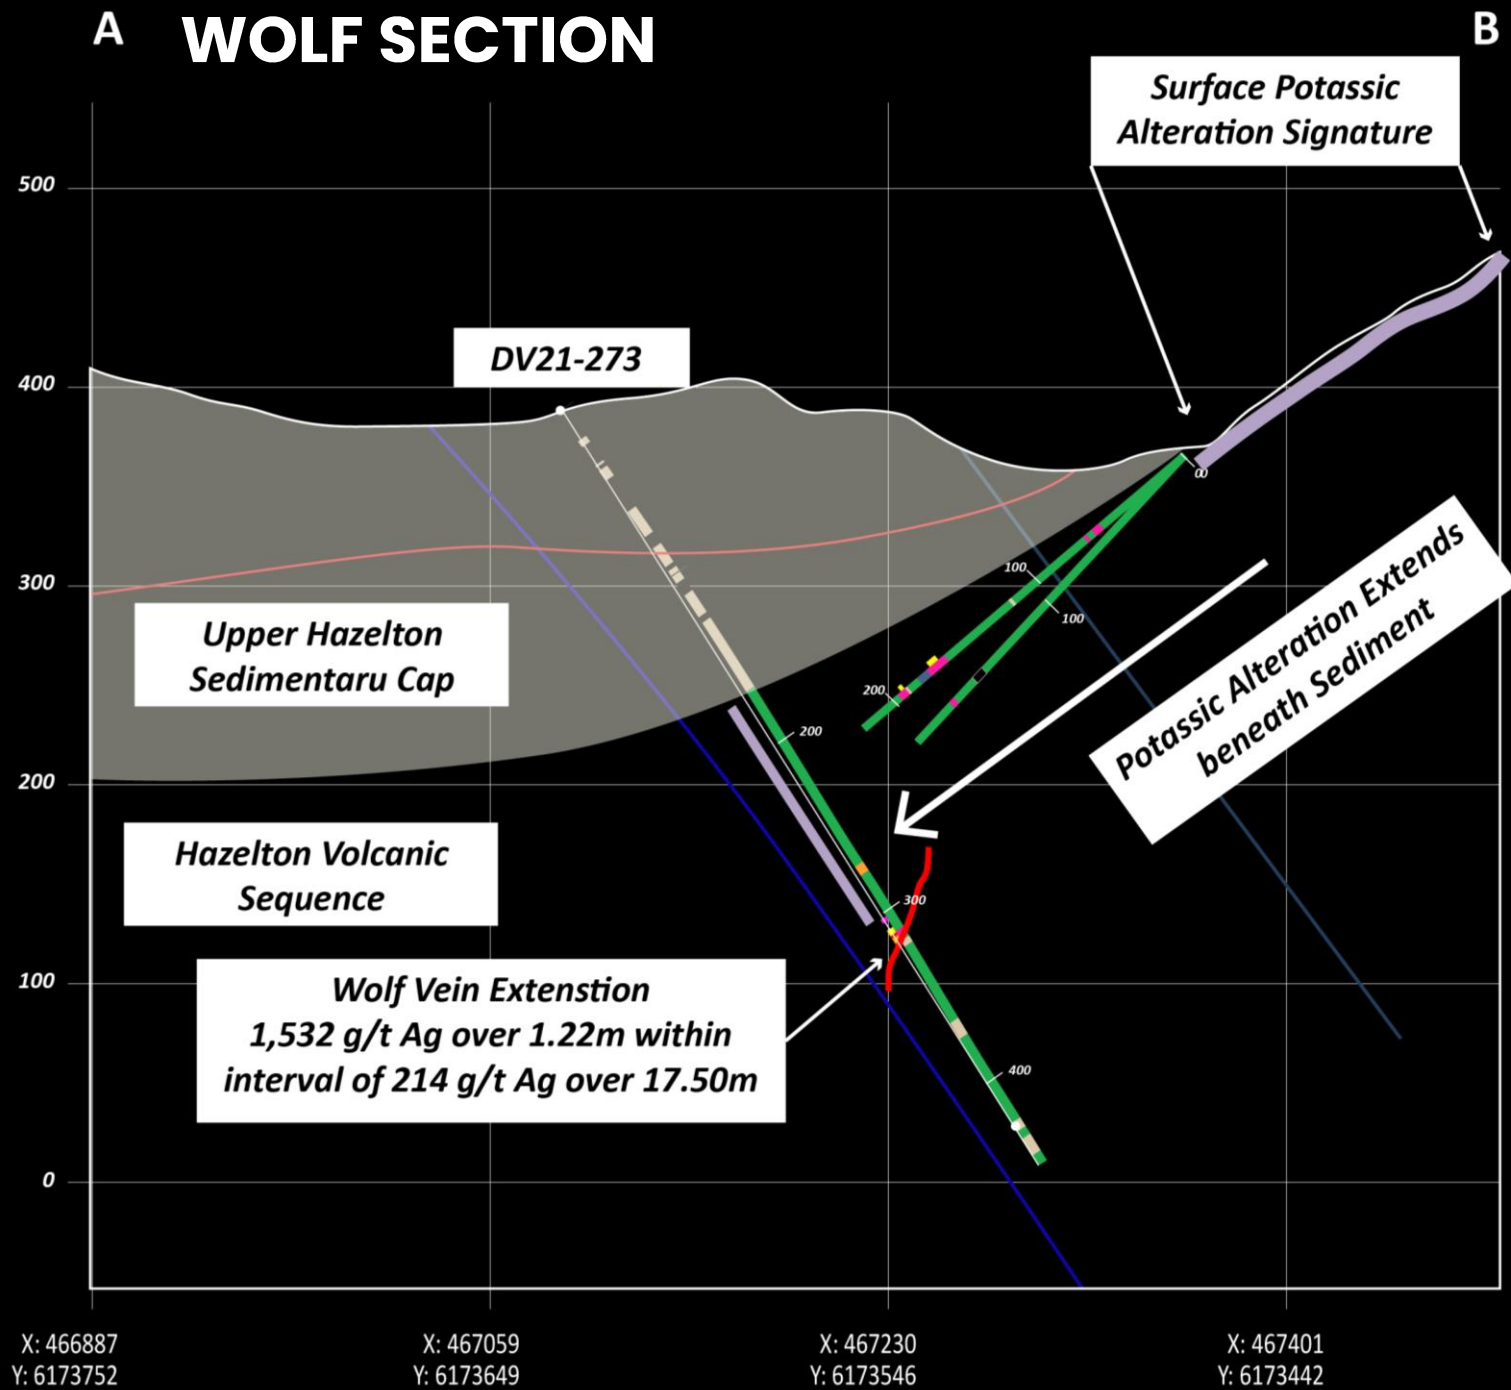 A
WOLF SECTION
B
Surface Potassic
Alteration Signature
500
400
300
200
100
0
DV21-273
00
100
100
200
200
300
400
Upper Hazelton
Sedimentaru Cap
Potassic Alteration Extends
beneath Sediment
Hazelton Volcanic
Sequence
Wolf Vein Extenstion
1,532 g/t Ag over 1.22m within
interval of 214 g/t Ag over 17.50m
X: 466887
Y: 6173752
X: 467059
Y: 6173649
X: 467230
Y: 6173546
X: 467401
Y: 6173442